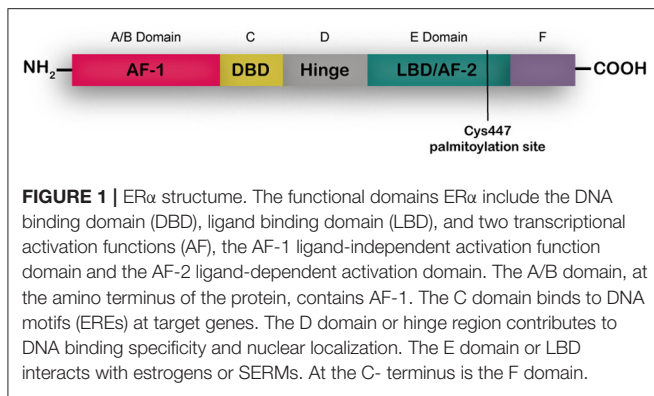 A/B Domain C D E Domain F
NH₂ AF-1 DBD Hinge LBD/AF-2 COOH
Cys447
palmitoylation site
FIGURE 1 | ERα structume. The functional domains ERα include the DNA
binding domain (DBD), ligand binding domain (LBD), and two transcriptional
activation functions (AF), the AF-1 ligand-independent activation function
domain and the AF-2 ligand-dependent activation domain. The A/B domain, at
the amino terminus of the protein, contains AF-1. The C domain binds to DNA
motifs (EREs) at target genes. The D domain or hinge region contributes to
DNA binding specificity and nuclear localization. The E domain or LBD
interacts with estrogens or SERMs. At the C- terminus is the F domain.